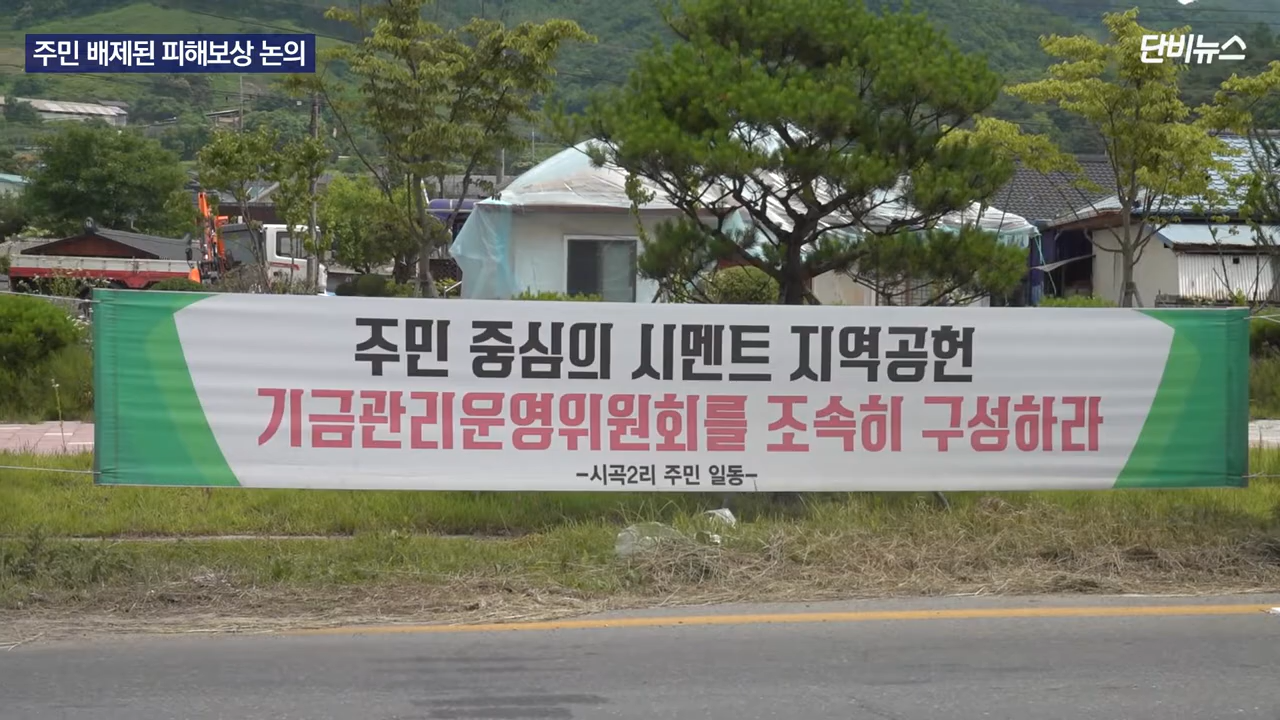 주민 배제된 피해보상 논의
단비뉴스
주민 중심의 시멘트 지역공헌
기금관리운영위원회를 조속히 구성하라
-시곡2리 주민 일동-